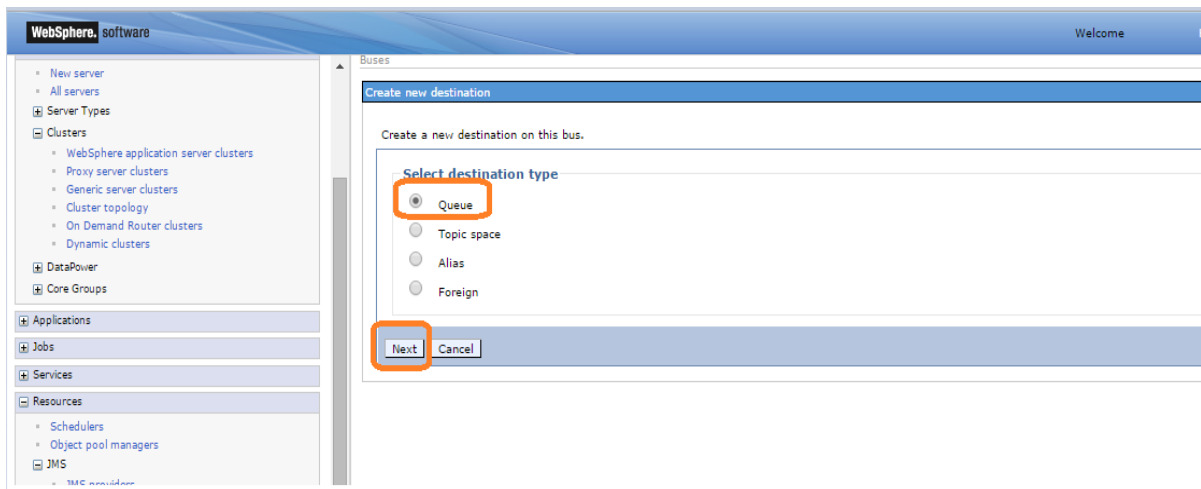 WebSphere. software
Welcome
New server
All servers
Server Types
Clusters
WebSphere application server clusters
Proxy server clusters
Generic server clusters
Cluster topology
On Demand Router clusters
Dynamic clusters
DataPower
Core Groups
Applications
Jobs
Services
Resources
Schedulers
Object pool managers
JMS
JMS providers
Buses
Create new destination
Create a new destination on this bus.
Select destination type
Queue
Topic space
Alias
Foreign
Next Cancel